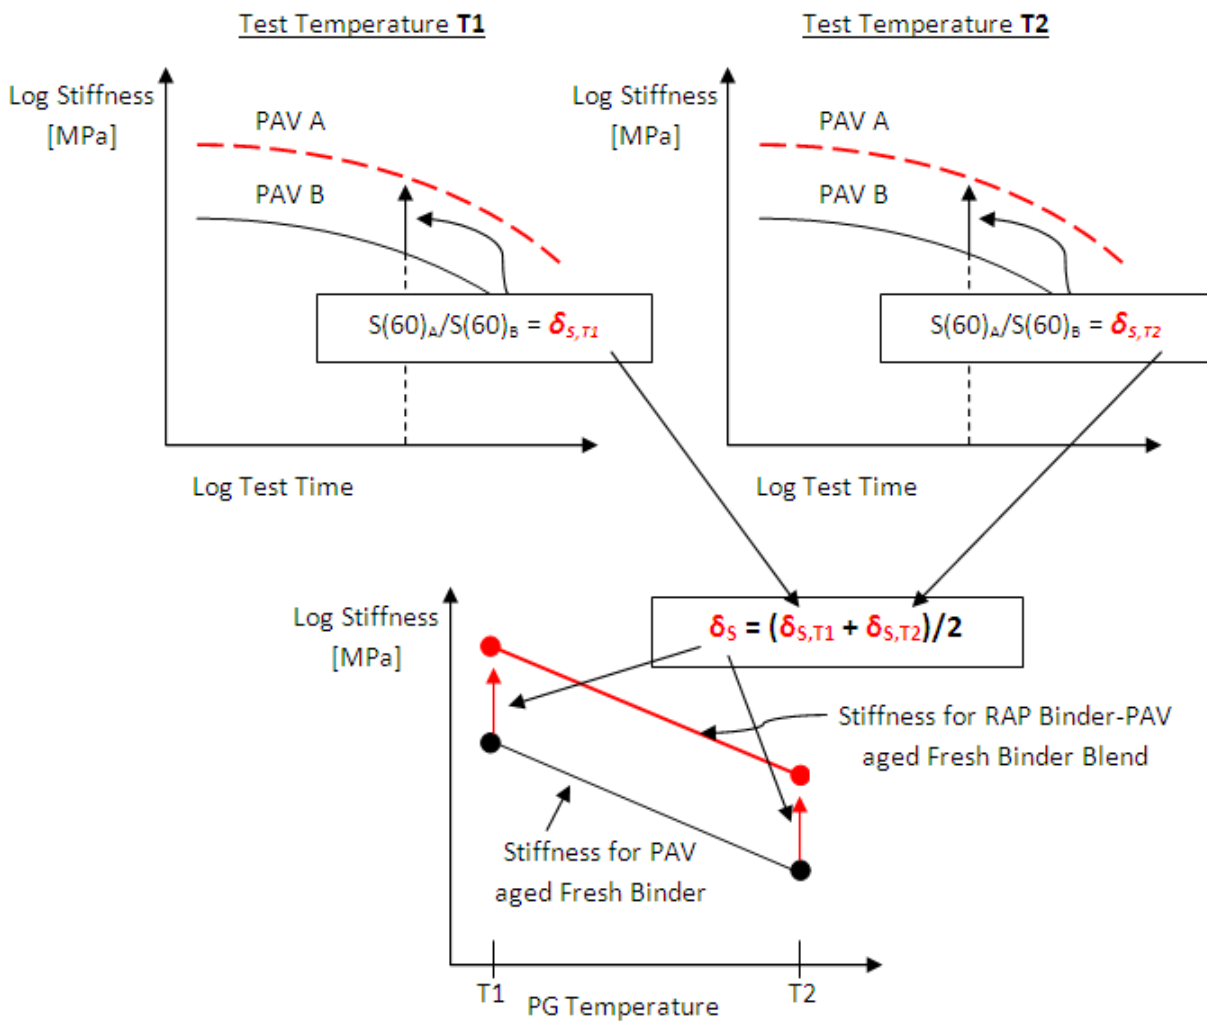 Test Temperature T1
Log Stiffness
[MPa]
PAV A
PAV B
S(60)A/S(60)B = δS,T1
Log Test Time
Test Temperature T2
Log Stiffness
[MPa]
PAV A
PAV B
S(60)A/S(60)B = δS,T2
Log Test Time
Log Stiffness
[MPa]
δS = (δS,T1 + δS,T2)/2
Stiffness for RAP Binder-PAV
aged Fresh Binder Blend
Stiffness for PAV
aged Fresh Binder
T1
PG Temperature
T2